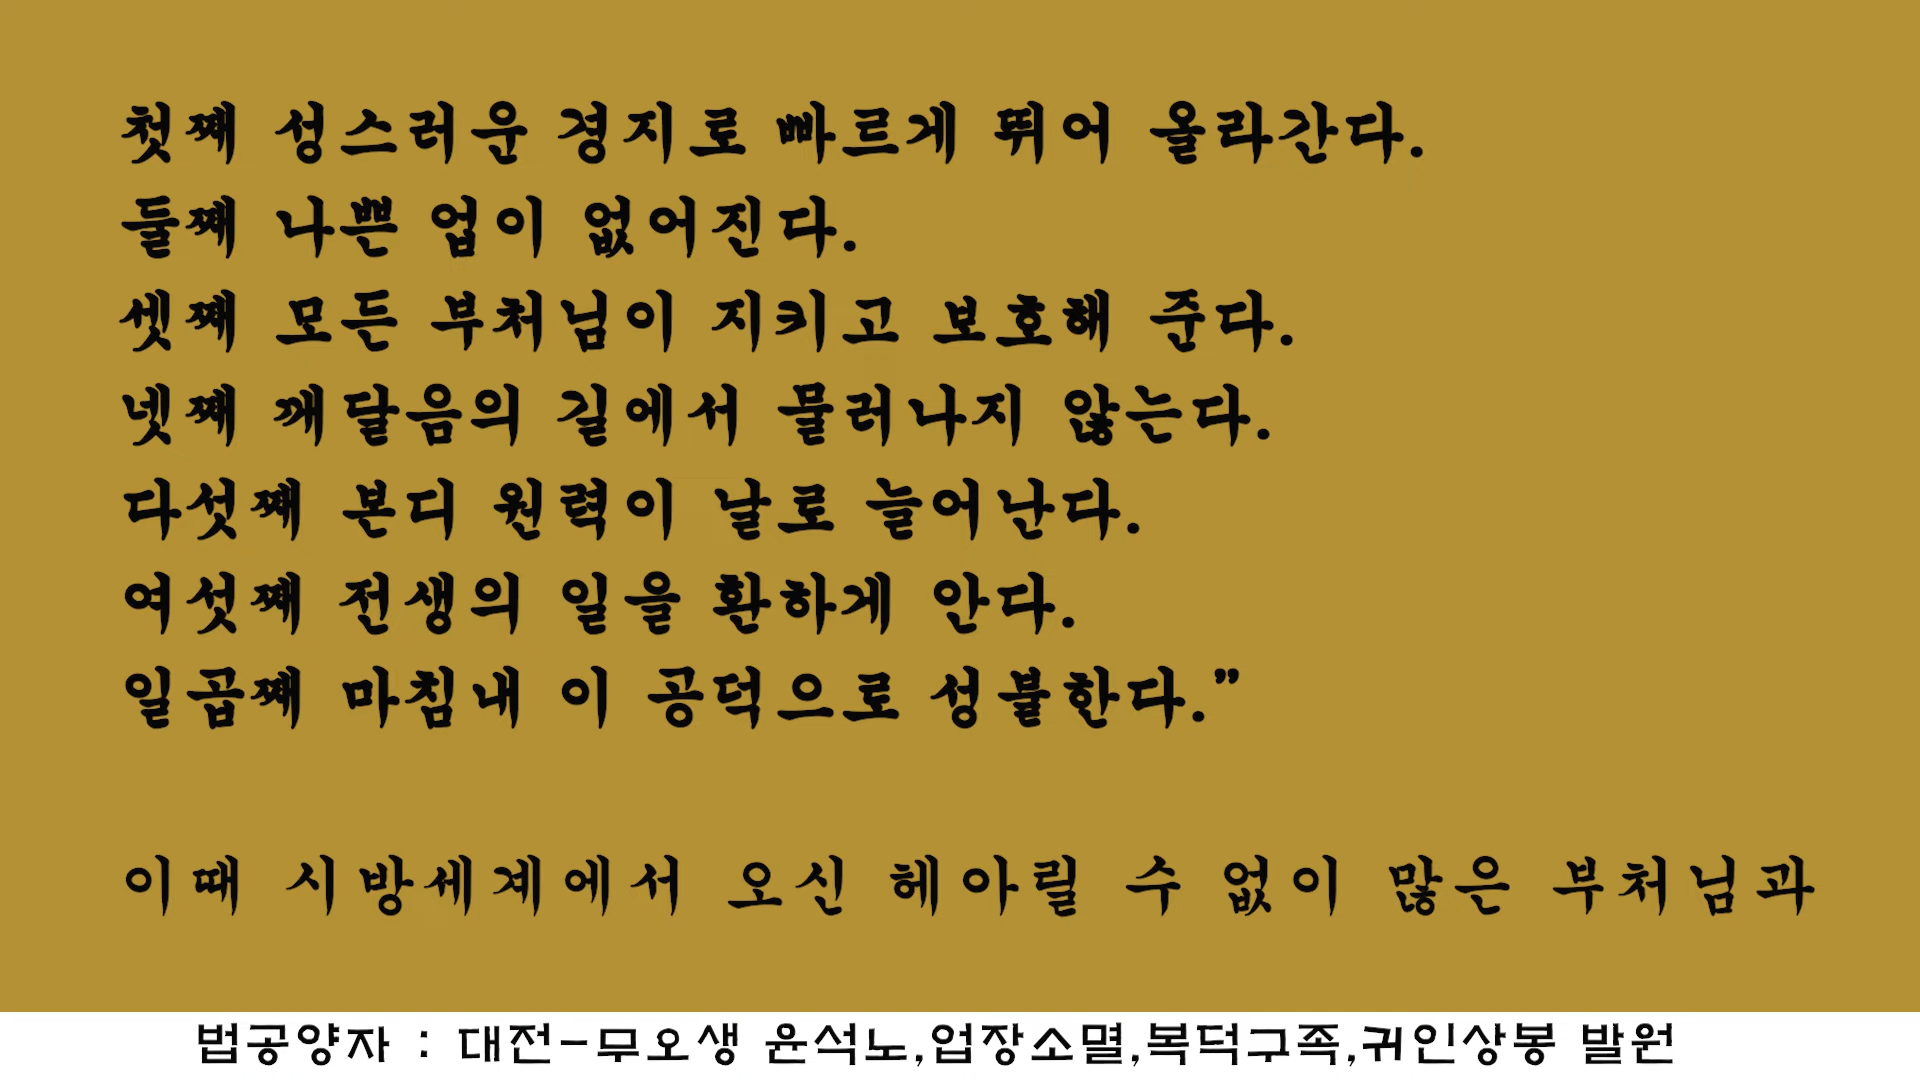 첫째 성스러운 경지로 빠르게 뛰어 올라간다.
둘째 나쁜 업이 없어진다.
셋째 모든 부처님이 지키고 보호해 준다.
넷째 깨달음의 길에서 물러나지 않는다.
다섯째 본디 원력이 날로 늘어난다.
여섯째 전생의 일을 환하게 안다.
일곱째 마침내 이 공덕으로 성불한다.”
이때 시방세계에서 오신 헤아릴 수 없이 많은 부처님과
법공양자 : 대전-무오생 윤석노,업장소멸,복덕구족,귀인상봉 발원